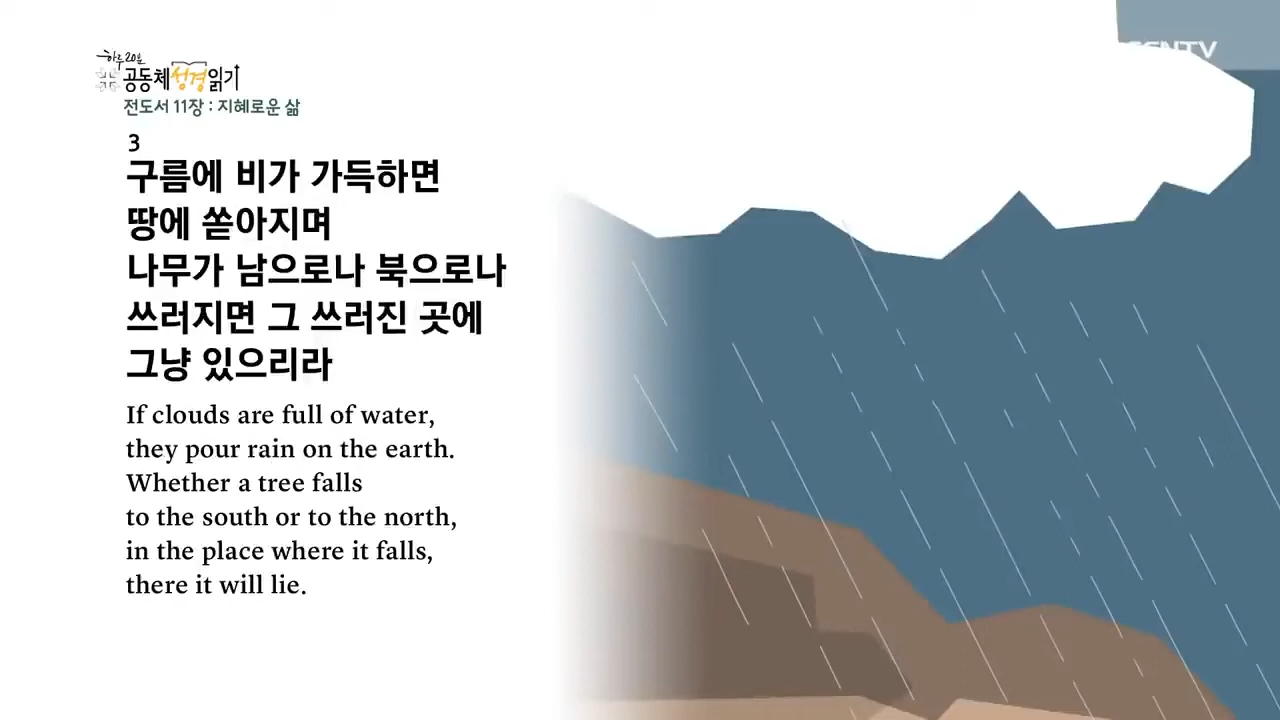 하루20분
공동체성경읽기
전도서 11장 : 지혜로운 삶
3
구름에 비가 가득하면
땅에 쏟아지며
나무가 남으로나 북으로나
쓰러지면 그 쓰러진 곳에
그냥 있으리라
If clouds are full of water,
they pour rain on the earth.
Whether a tree falls
to the south or to the north,
in the place where it falls,
there it will lie.